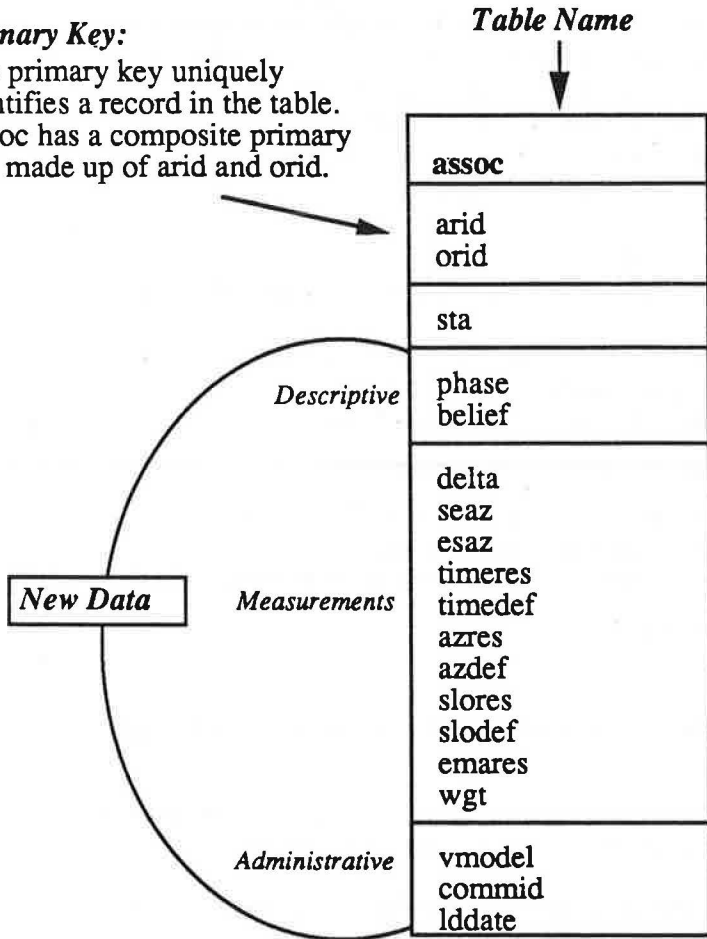 Table Name
nary Key:
primary key uniquely
ntifies a record in the table.
oc has a composite primary
made up of arid and orid.
assoc
arid
orid
sta
Descriptive
phase
belief
New Data
Measurements
delta
seaz
esaz
timeres
timedef
azres
azdef
slores
slodef
emares
wgt
Administrative
vmodel
commid
lddate